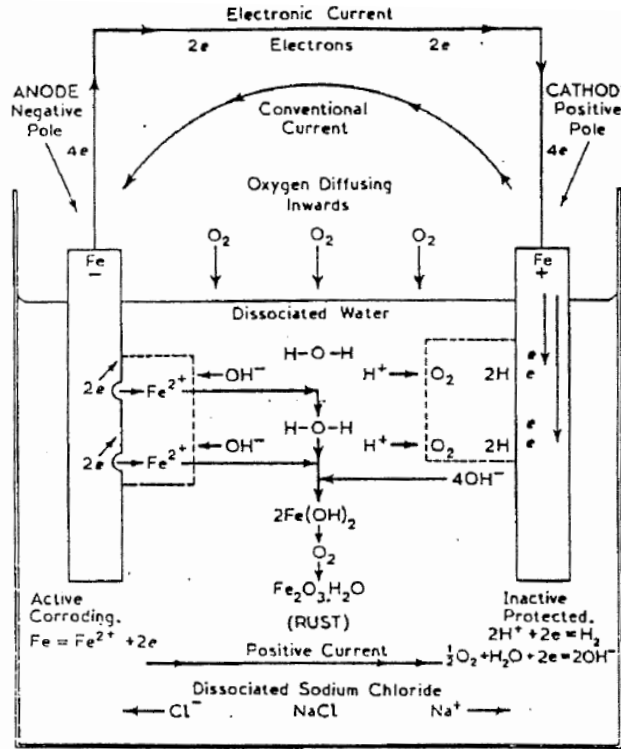 Electronic Current
2e Electrons 2e
ANODE
Negative
Pole
CATHOD
Positive
Pole
Conventional
Current
4e
4e
Oxygen Diffusing
Inwards
O₂ O₂ O₂
Fe
−
Fe
+
Dissociated Water
H-O-H
2e Fe²⁺ OH⁻ H⁺ O₂ 2H e
e
H-O-H
2e Fe²⁺ OH⁻ H⁺ O₂ 2H e
e
4OH⁻
2Fe(OH)₂
O₂
Fe₂O₃.H₂O
(RUST)
Active
Corroding.
Fe = Fe²⁺ +2e
Inactive
Protected.
2H⁺+2e=H₂
½O₂+H₂O+2e=2OH⁻
Positive Current
Dissociated Sodium Chloride
Cl⁻ NaCl Na⁺